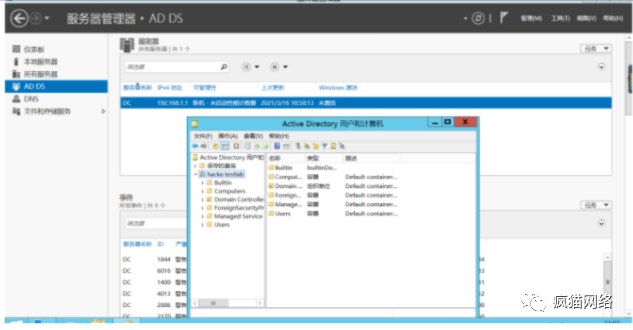 服务器管理器 ▸ AD DS
管理(M) 工具(T) 视图(V) 帮助(H)
仪表板
本地服务器
所有服务器
AD DS
DNS
文件和存储服务
服务器
所有服务器 | 共 1 个
任务
筛选器
服务器名称 IPv4 地址 可管理性 上次更新 Windows 激活
DC 192.168.1.1 联机 - 未启动性能计数器 2021/3/16 10:58:13 未激活
Active Directory 用户和计算机
文件(F) 操作(A) 查看(V) 帮助(H)
Active Directory 用户和
保存的查询
hacke.testlab
Builtin
Computers
Domain Controlle
ForeignSecurityPr
Managed Service
Users
名称 类型 描述
Builtin builtinDo...
Comput... 容器 Default container...
Domain ... 组织单位 Default container...
Foreign... 容器 Default container...
Manage... 容器 Default container...
Users 容器 Default container...
事件
所有事件 | 共 9 个
任务
筛选器
服务器名称 ID
DC 1844 警告
DC 6016 警告
DC 1400 警告
DC 4013 警告
DC 2886 警告
疯猫网络